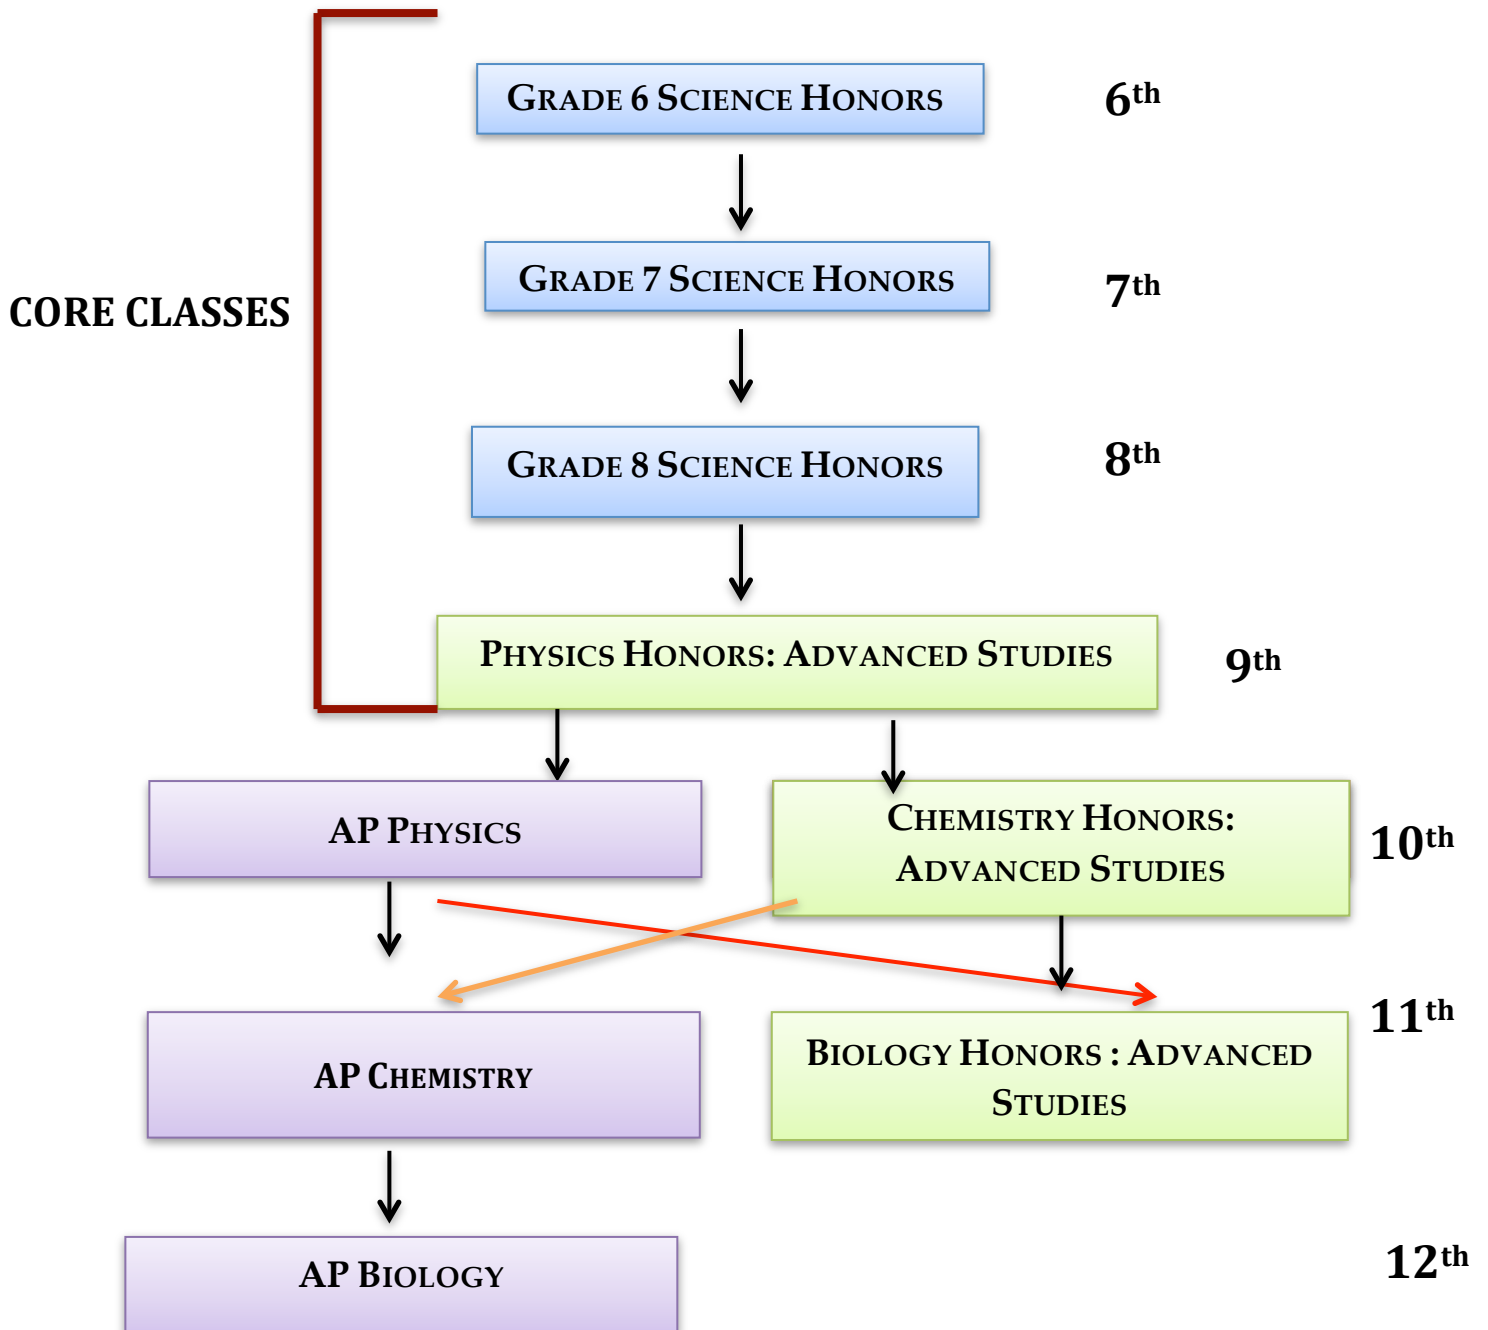 GRADE 6 SCIENCE HONORS
6th
GRADE 7 SCIENCE HONORS
7th
CORE CLASSES
GRADE 8 SCIENCE HONORS
8th
PHYSICS HONORS: ADVANCED STUDIES
9th
AP PHYSICS
CHEMISTRY HONORS:
ADVANCED STUDIES
10th
11th
AP CHEMISTRY
BIOLOGY HONORS : ADVANCED
STUDIES
AP BIOLOGY
12th